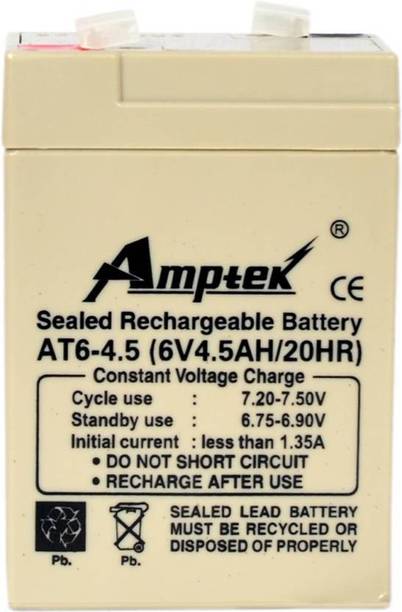 Amptek ®
CE
Sealed Rechargeable Battery
AT6-4.5 (6V4.5AH/20HR)
Constant Voltage Charge
Cycle use : 7.20-7.50V
Standby use : 6.75-6.90V
Initial current : less than 1.35A
• DO NOT SHORT CIRCUIT
• RECHARGE AFTER USE
SEALED LEAD BATTERY
MUST BE RECYCLED OR
DISPOSED OF PROPERLY
Pb. Pb.